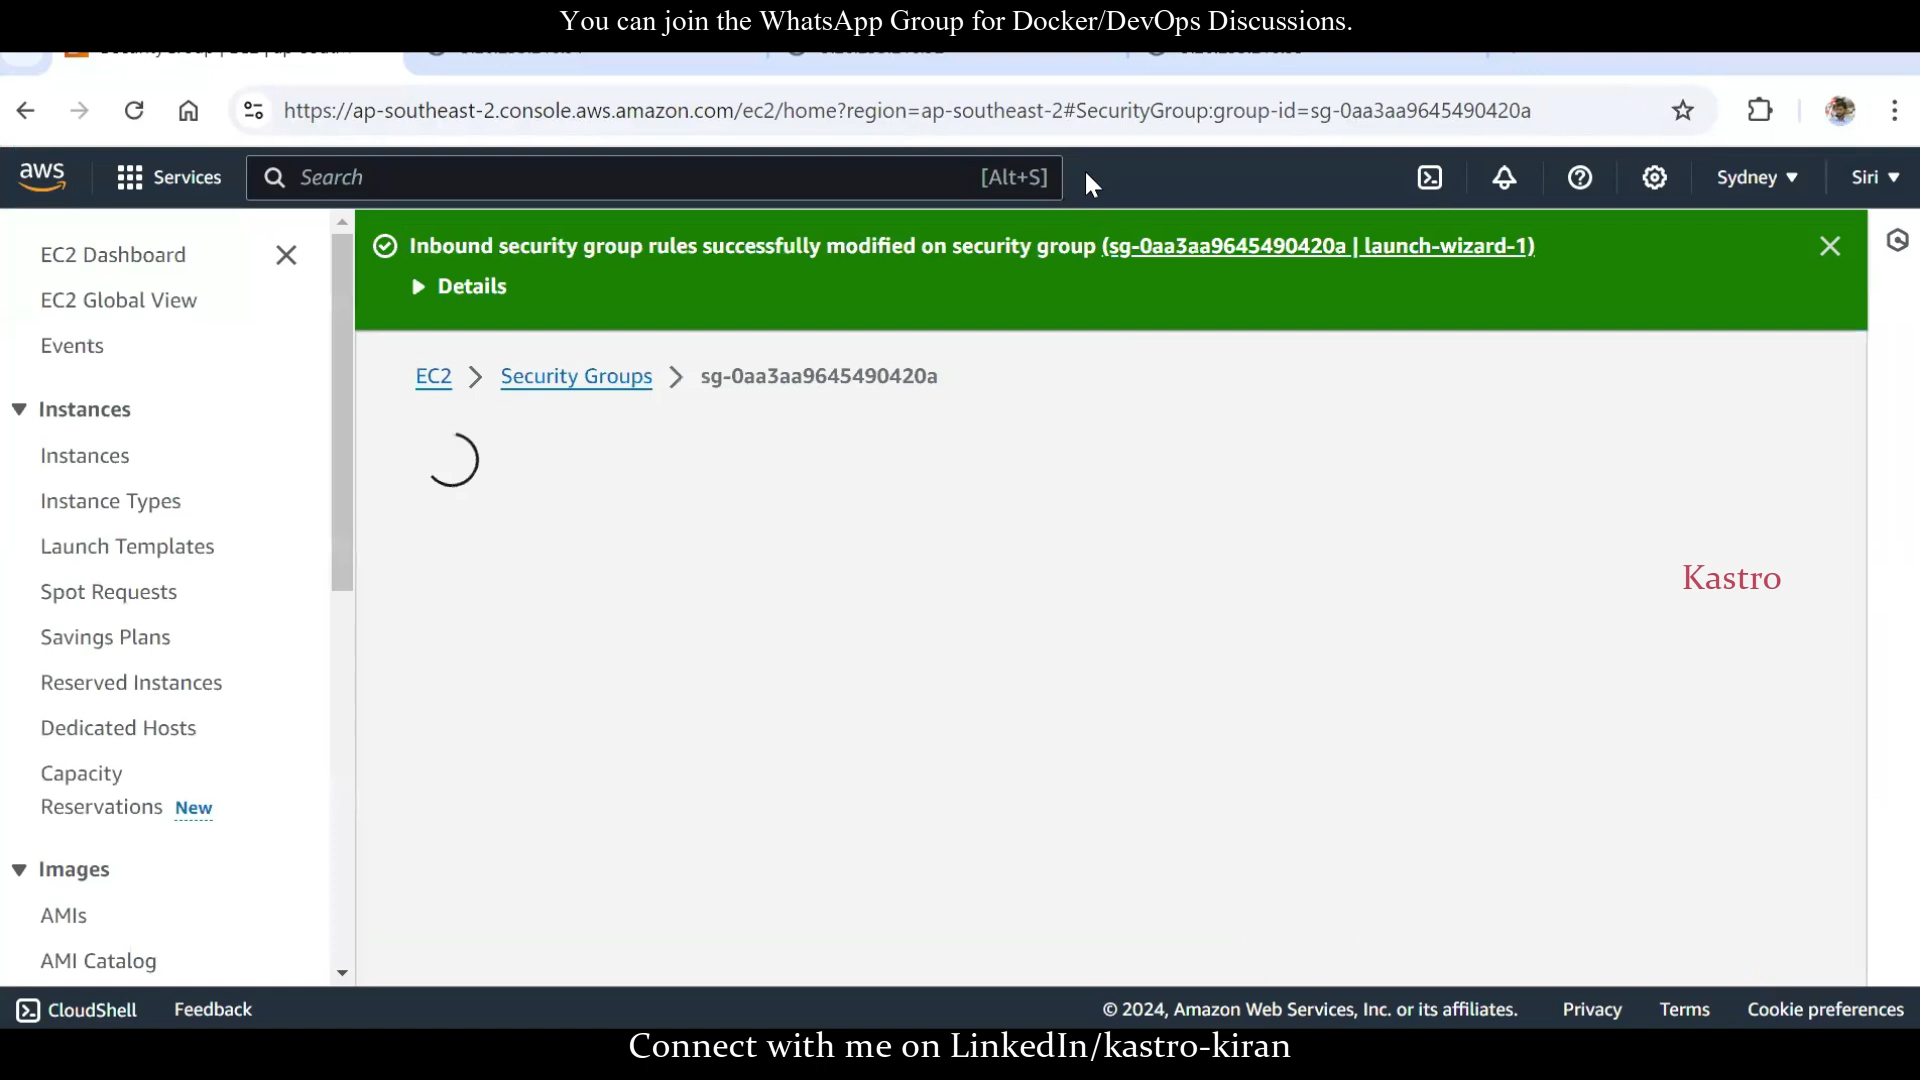 You can join the WhatsApp Group for Docker/DevOps Discussions.
https://ap-southeast-2.console.aws.amazon.com/ec2/home?region=ap-southeast-2#SecurityGroup:group-id=sg-0aa3aa9645490420a
aws Services Search [Alt+S] Sydney Siri
EC2 Dashboard
EC2 Global View
Events
Instances
Instances
Instance Types
Launch Templates
Spot Requests
Savings Plans
Reserved Instances
Dedicated Hosts
Capacity
Reservations New
Images
AMIs
AMI Catalog
Inbound security group rules successfully modified on security group (sg-0aa3aa9645490420a | launch-wizard-1)
Details
EC2 > Security Groups > sg-0aa3aa9645490420a
Kastro
CloudShell Feedback © 2024, Amazon Web Services, Inc. or its affiliates. Privacy Terms Cookie preferences
Connect with me on LinkedIn/kastro-kiran